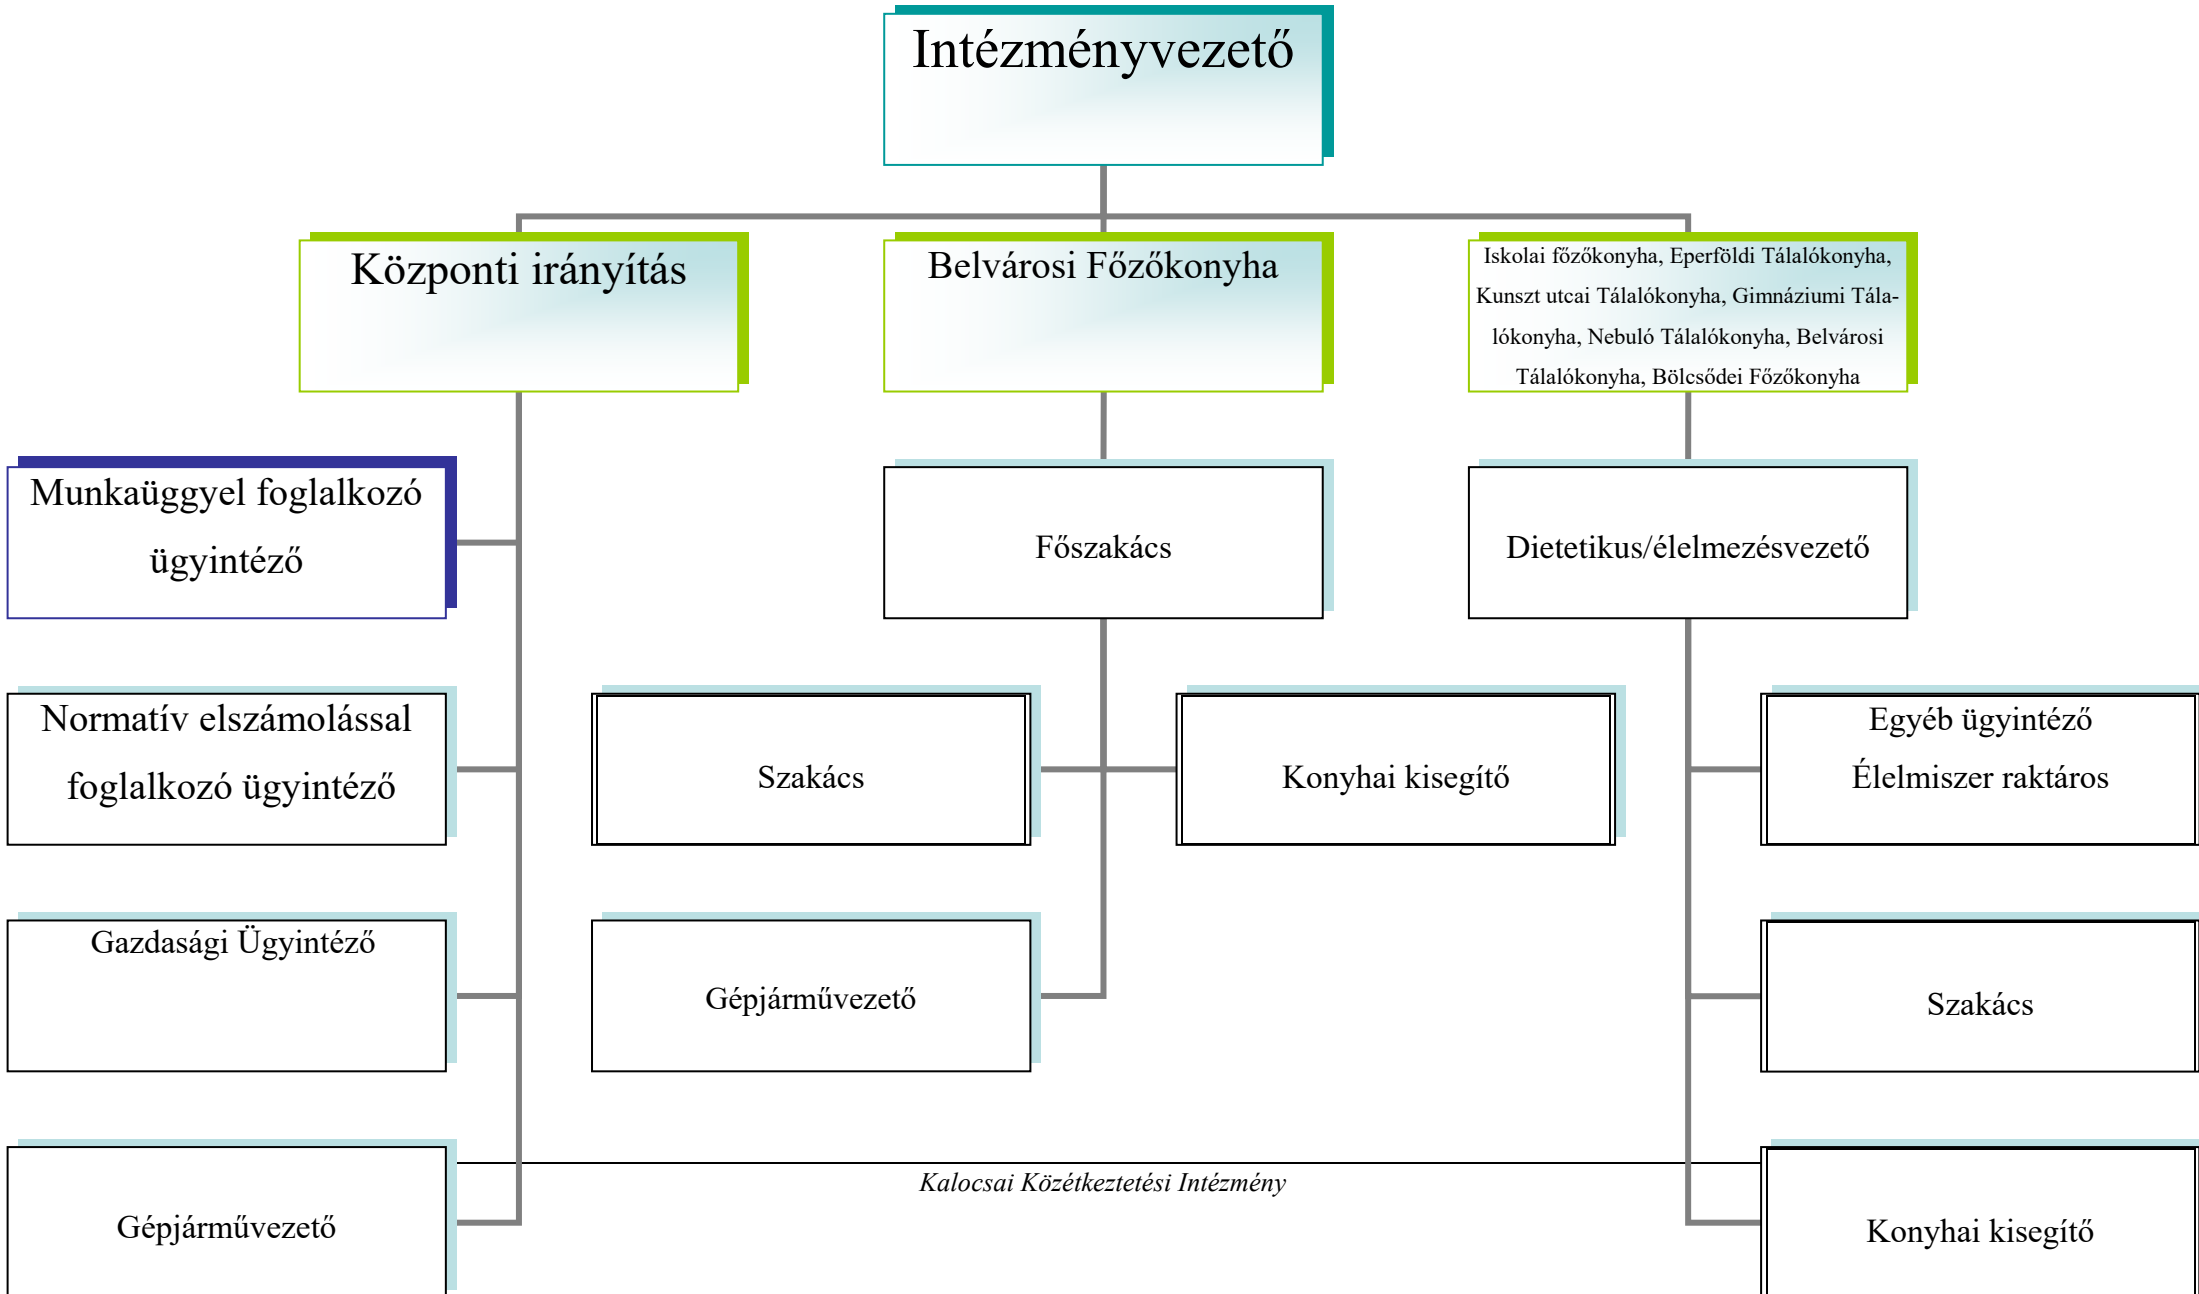 Intézményvezető
Központi irányítás
Belvárosi Főzőkonyha
Iskolai főzőkonyha, Eperföldi Tálalókonyha,
Kunszt utcai Tálalókonyha, Gimnáziumi Tála-
lókonyha, Nebuló Tálalókonyha, Belvárosi
Tálalókonyha, Bölcsődei Főzőkonyha
Munkaüggyel foglalkozó
ügyintéző
Főszakács
Dietetikus/élelmezésvezető
Normatív elszámolással
foglalkozó ügyintéző
Szakács
Konyhai kisegítő
Egyéb ügyintéző
Élelmiszer raktáros
Gazdasági Ügyintéző
Gépjárművezető
Szakács
Kalocsai Közétkeztetési Intézmény
Gépjárművezető
Konyhai kisegítő